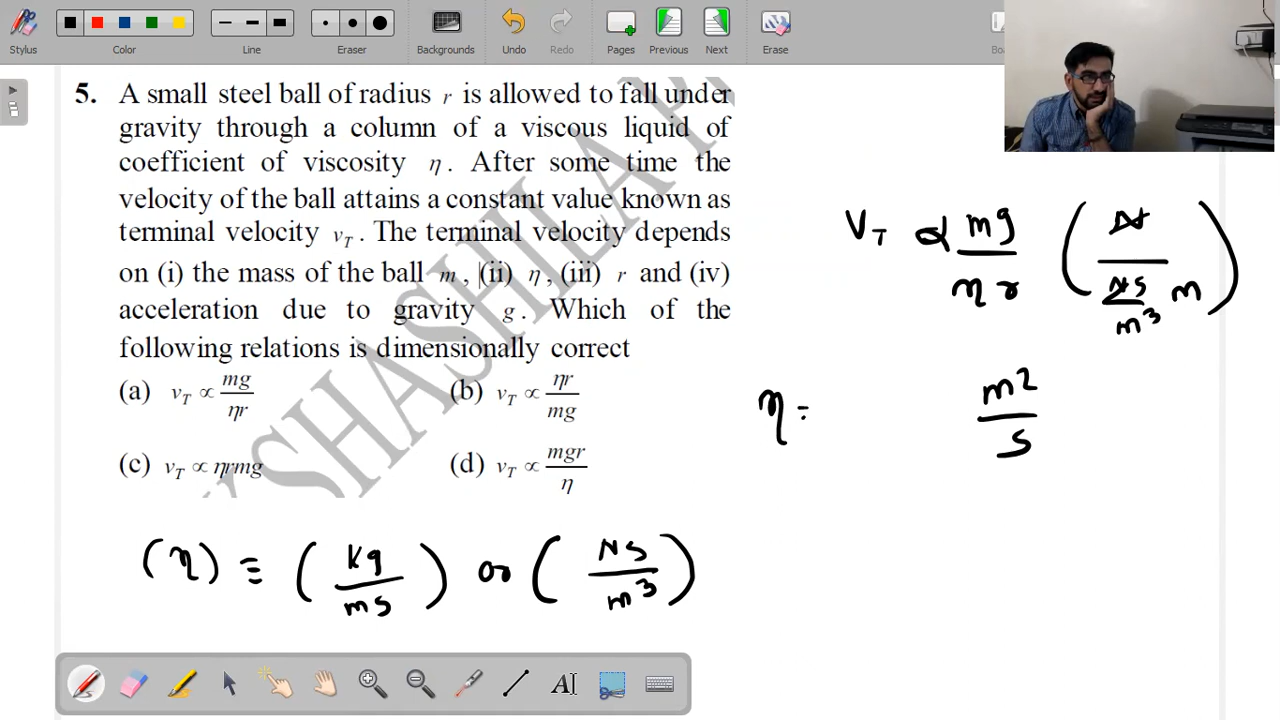 Stylus Color Line Eraser Backgrounds Undo Redo Pages Previous Next Erase
5. A small steel ball of radius r is allowed to fall under
gravity through a column of a viscous liquid of
coefficient of viscosity η. After some time the
velocity of the ball attains a constant value known as
terminal velocity v_T. The terminal velocity depends
on (i) the mass of the ball m, (ii) η, (iii) r and (iv)
acceleration due to gravity g. Which of the
following relations is dimensionally correct
(a) v_T ∝ mg/ηr (b) v_T ∝ ηr/mg
(c) v_T ∝ ηrmg (d) v_T ∝ mgr/η
V_T ∝ mg/ηr (N/(NS/m³ m))
η = m²/s
(η) ≡ (kg/ms) or (NS/m³)
AI